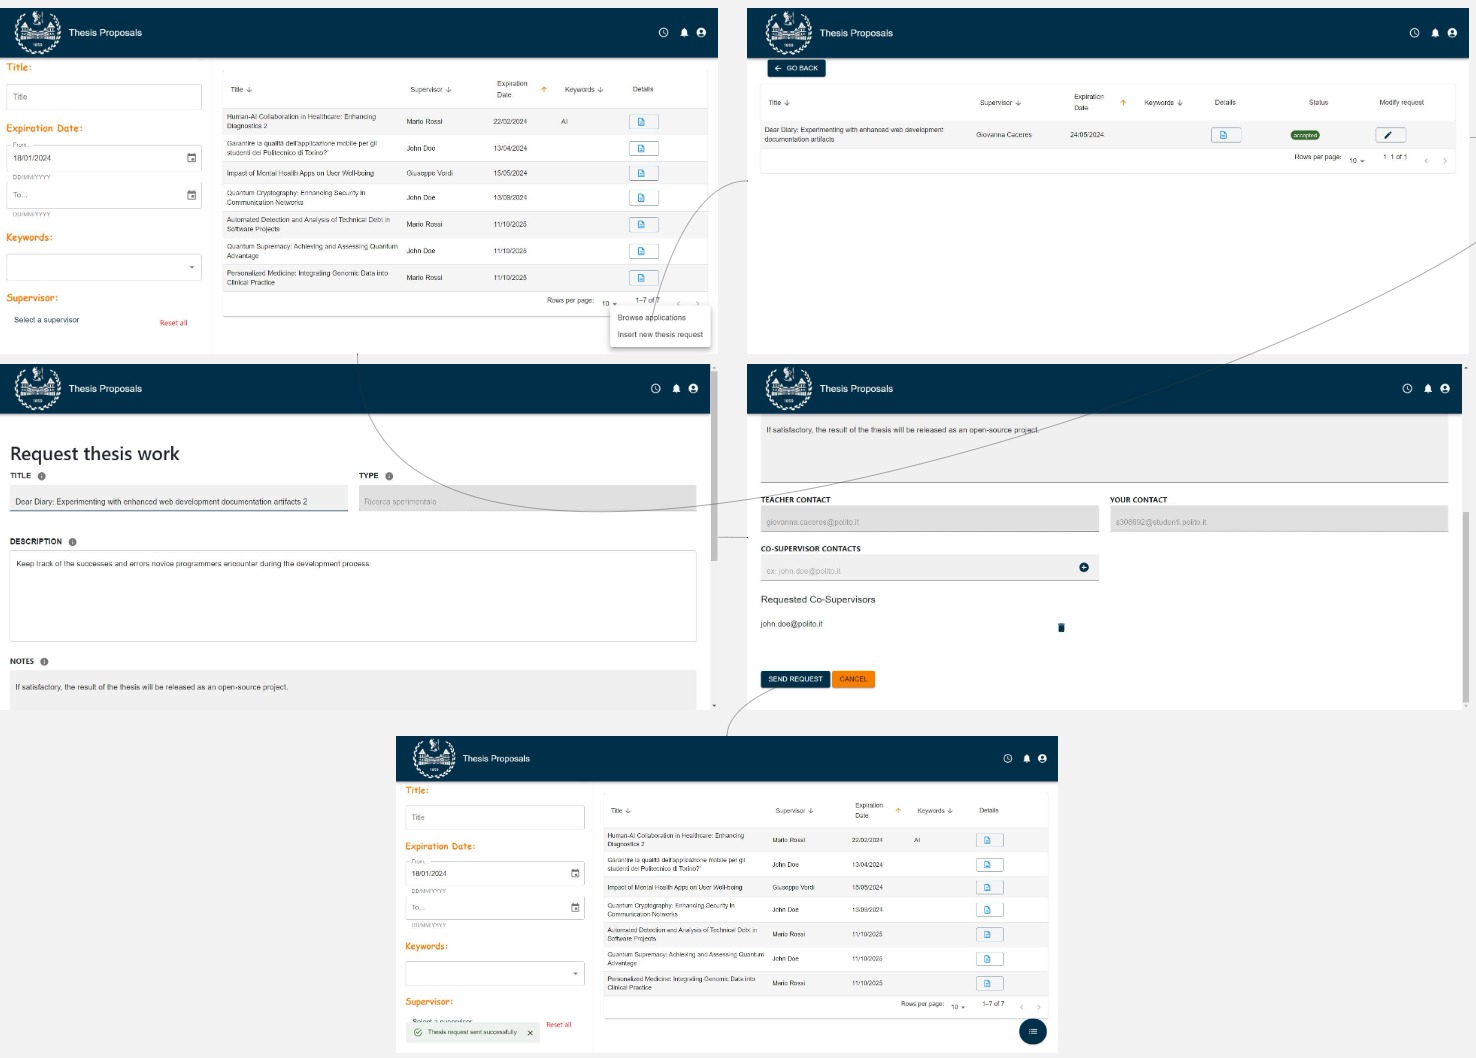 Thesis Proposals
Title:
Title
Expiration Date:
From...
18/01/2024
DD/MM/YYYY
To...
DD/MM/YYYY
Keywords:
Supervisor:
Select a supervisor
Reset all
Title Supervisor Expiration Date Keywords Details
Human-AI Collaboration in Healthcare: Enhancing
Diagnostics 2
Mario Rossi 22/02/2024 AI
Garantire la qualità dell'applicazione mobile per gli
studenti del Politecnico di Torino?"
John Doe 13/04/2024
Impact of Mental Health Apps on User Well-being Giuseppe Verdi 15/05/2024
Quantum Cryptography: Enhancing Security in
Communication Networks
John Doe 13/09/2024
Automated Detection and Analysis of Technical Debt in
Software Projects
Mario Rossi 11/10/2025
Quantum Supremacy: Achieving and Assessing Quantum
Advantage
John Doe 11/10/2025
Personalized Medicine: Integrating Genomic Data into
Clinical Practice
Mario Rossi 11/10/2025
Rows per page: 10 1–7 of 7
Browse applications
Insert new thesis request
Thesis Proposals
GO BACK
Title Supervisor Expiration Date Keywords Details Status Modify request
Dear Diary: Experimenting with enhanced web development
documentation artifacts
Giovanna Caceres 24/05/2024 accepted
Rows per page: 10 1–1 of 1
Thesis Proposals
Request thesis work
TITLE TYPE
Dear Diary: Experimenting with enhanced web development documentation artifacts 2 Ricerca sperimentale
DESCRIPTION
Keep track of the successes and errors novice programmers encounter during the development process.
NOTES
If satisfactory, the result of the thesis will be released as an open-source project.
Thesis Proposals
If satisfactory, the result of the thesis will be released as an open-source project.
TEACHER CONTACT YOUR CONTACT
giovanna.caceres@polito.it s308692@studenti.polito.it
CO-SUPERVISOR CONTACTS
ex: john.doe@polito.it
Requested Co-Supervisors
john.doe@polito.it
SEND REQUEST CANCEL
Thesis Proposals
Title:
Title
Expiration Date:
From...
18/01/2024
DD/MM/YYYY
To...
DD/MM/YYYY
Keywords:
Supervisor:
Select a supervisor
Reset all
Thesis request sent successfully
Title Supervisor Expiration Date Keywords Details
Human-AI Collaboration in Healthcare: Enhancing
Diagnostics 2
Mario Rossi 22/02/2024 AI
Garantire la qualità dell'applicazione mobile per gli
studenti del Politecnico di Torino?"
John Doe 13/04/2024
Impact of Mental Health Apps on User Well-being Giuseppe Verdi 15/05/2024
Quantum Cryptography: Enhancing Security in
Communication Networks
John Doe 13/09/2024
Automated Detection and Analysis of Technical Debt in
Software Projects
Mario Rossi 11/10/2025
Quantum Supremacy: Achieving and Assessing Quantum
Advantage
John Doe 11/10/2025
Personalized Medicine: Integrating Genomic Data into
Clinical Practice
Mario Rossi 11/10/2025
Rows per page: 10 1–7 of 7